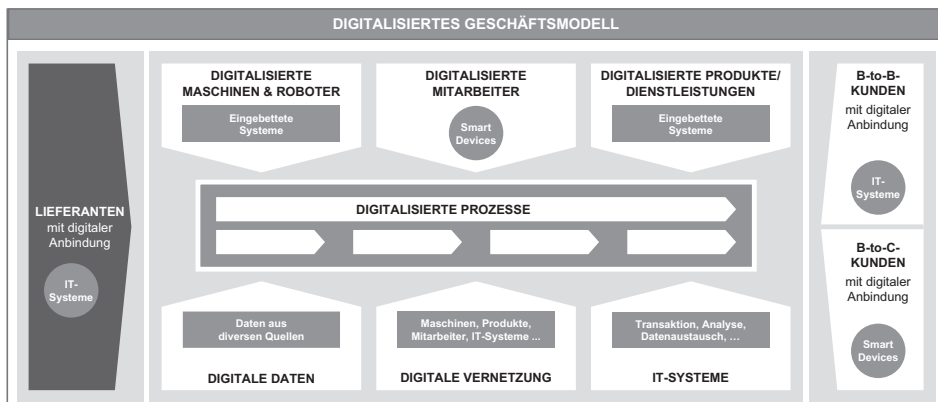 DIGITALISIERTES GESCHÄFTSMODELL
LIEFERANTEN
mit digitaler
Anbindung
IT-
Systeme
DIGITALISIERTE
MASCHINEN & ROBOTER
Eingebettete
Systeme
DIGITALISIERTE
MITARBEITER
Smart
Devices
DIGITALISIERTE PRODUKTE/
DIENSTLEISTUNGEN
Eingebettete
Systeme
DIGITALISIERTE PROZESSE
Daten aus
diversen Quellen
DIGITALE DATEN
Maschinen, Produkte,
Mitarbeiter, IT-Systeme ...
DIGITALE VERNETZUNG
Transaktion, Analyse,
Datenaustausch, …
IT-SYSTEME
B-to-B-
KUNDEN
mit digitaler
Anbindung
IT-
Systeme
B-to-C-
KUNDEN
mit digitaler
Anbindung
Smart
Devices